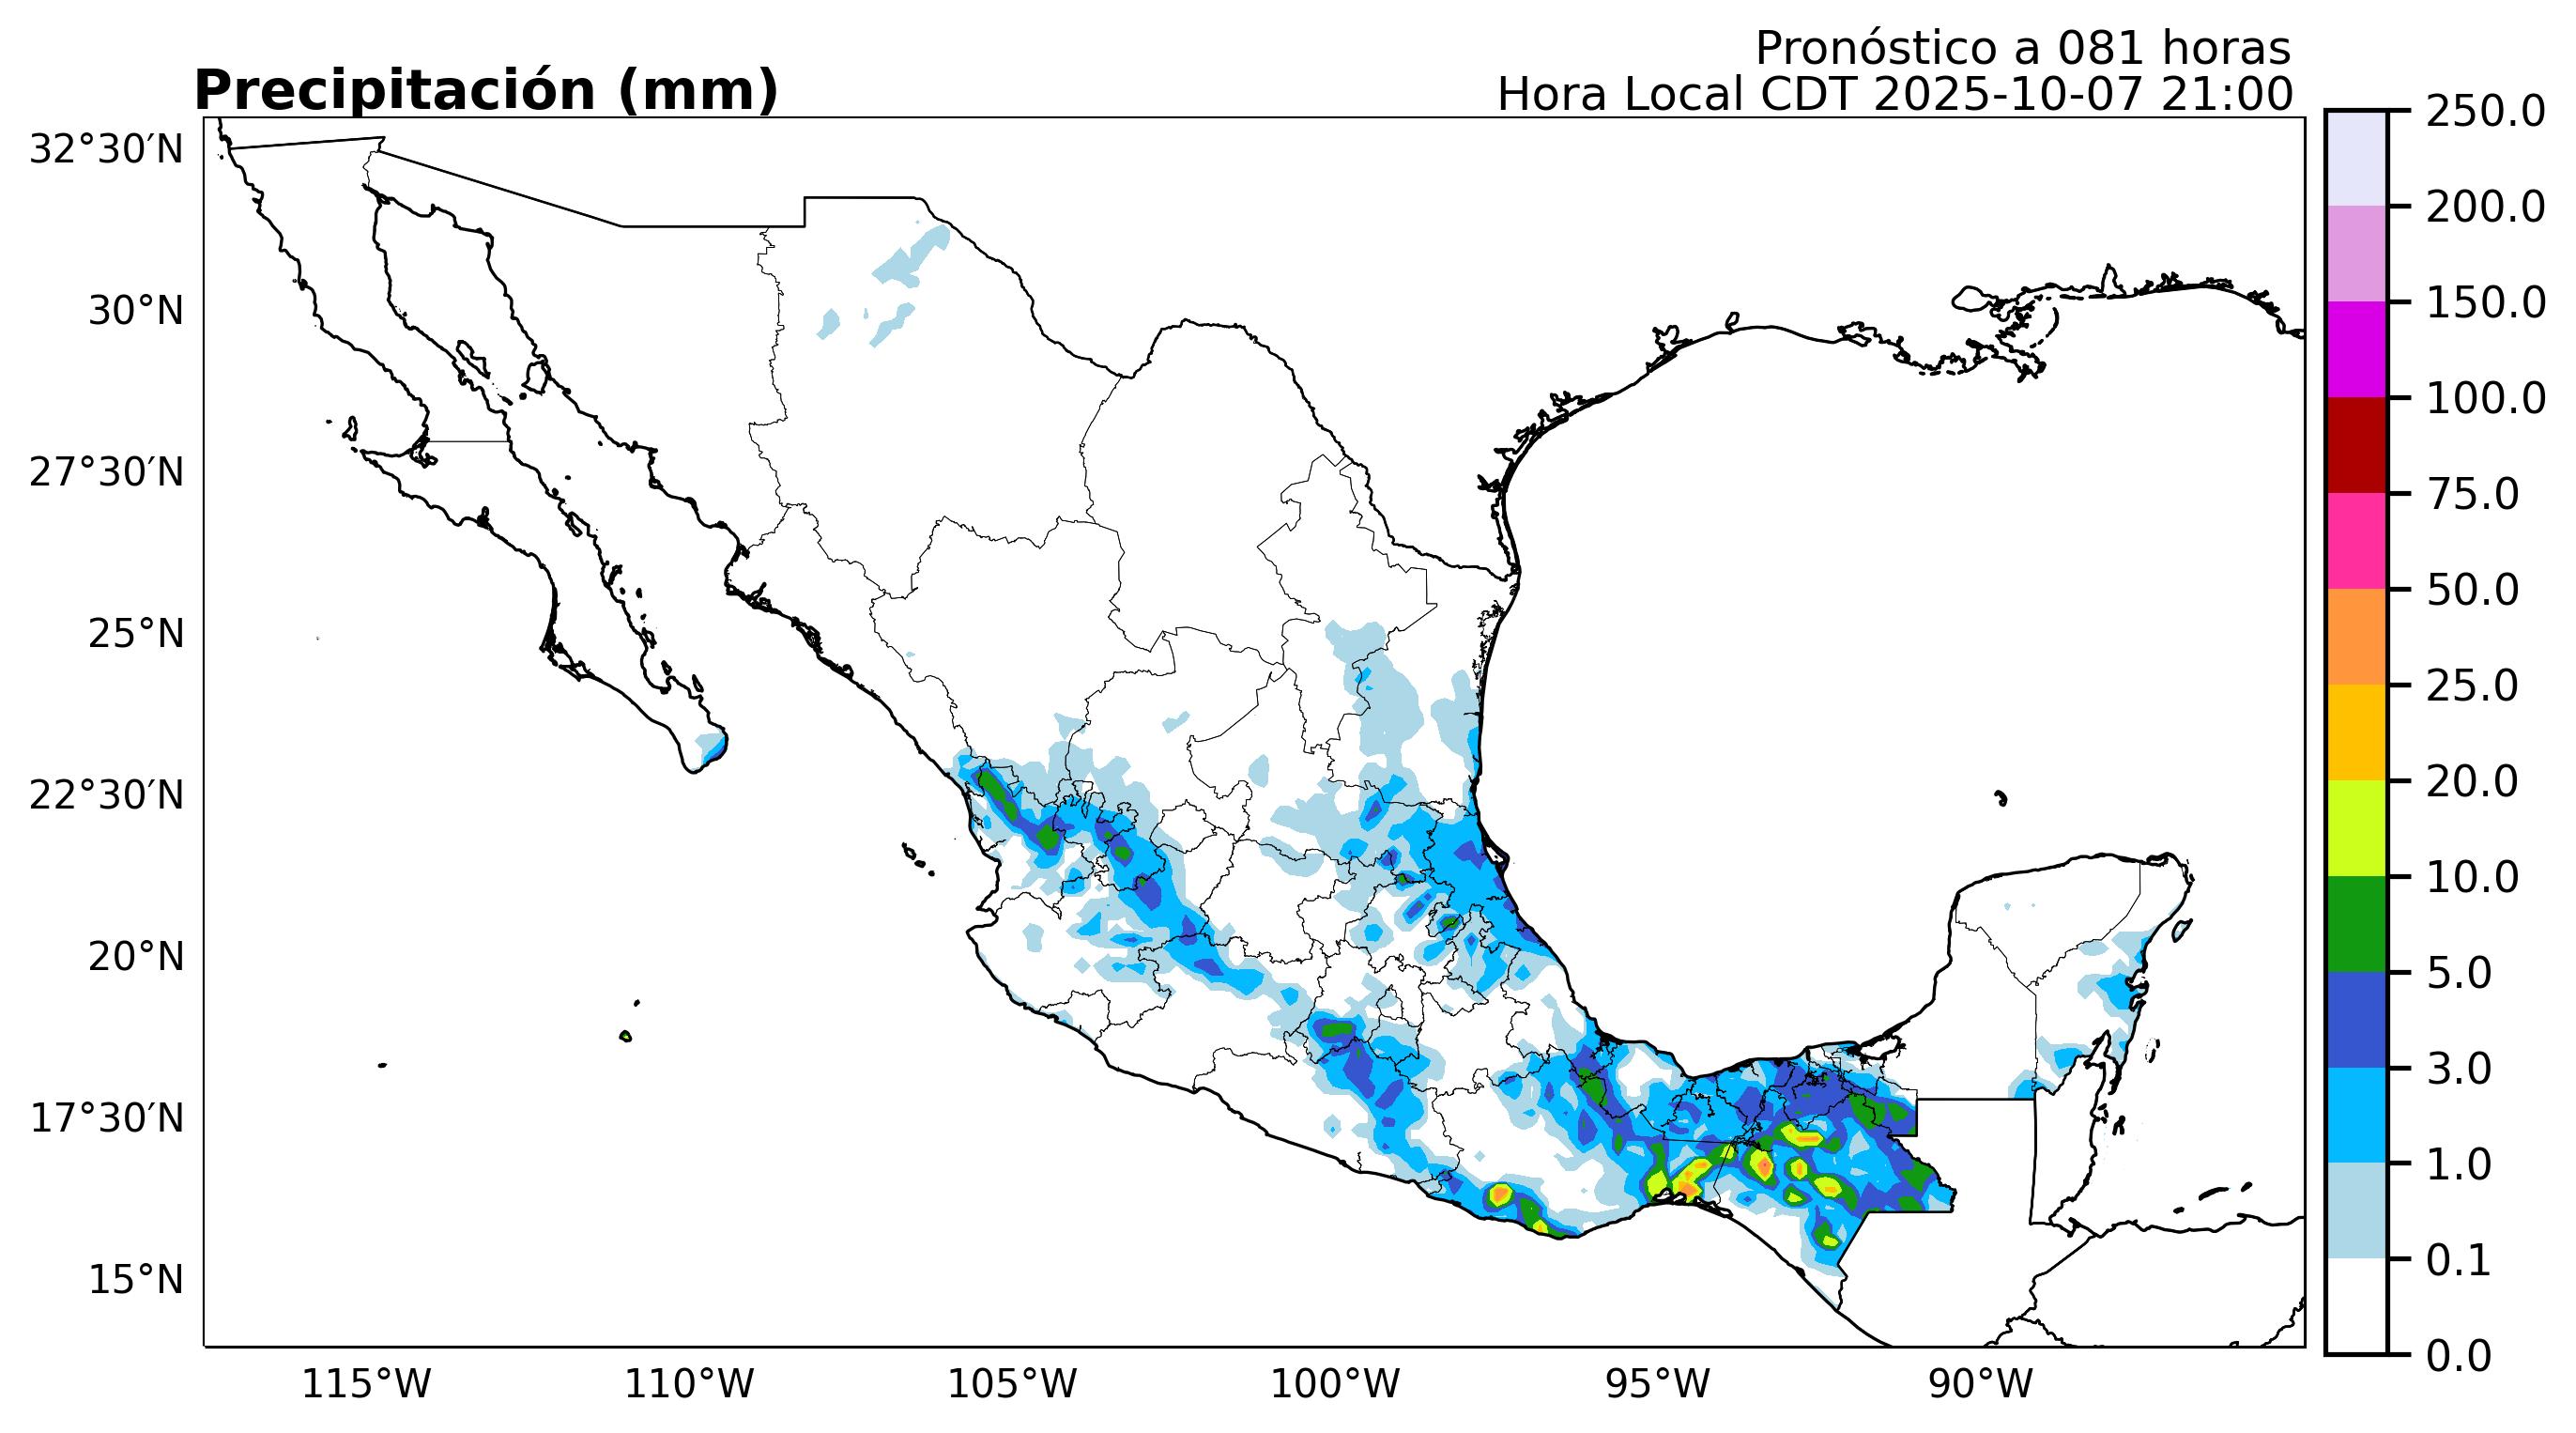 Pronóstico a 081 horas
Precipitación (mm)
Hora Local CDT 2025-10-07 21:00
32°30′N
30°N
27°30′N
25°N
22°30′N
20°N
17°30′N
15°N
115°W
110°W
105°W
100°W
95°W
90°W
250.0
200.0
150.0
100.0
75.0
50.0
25.0
20.0
10.0
5.0
3.0
1.0
0.1
0.0